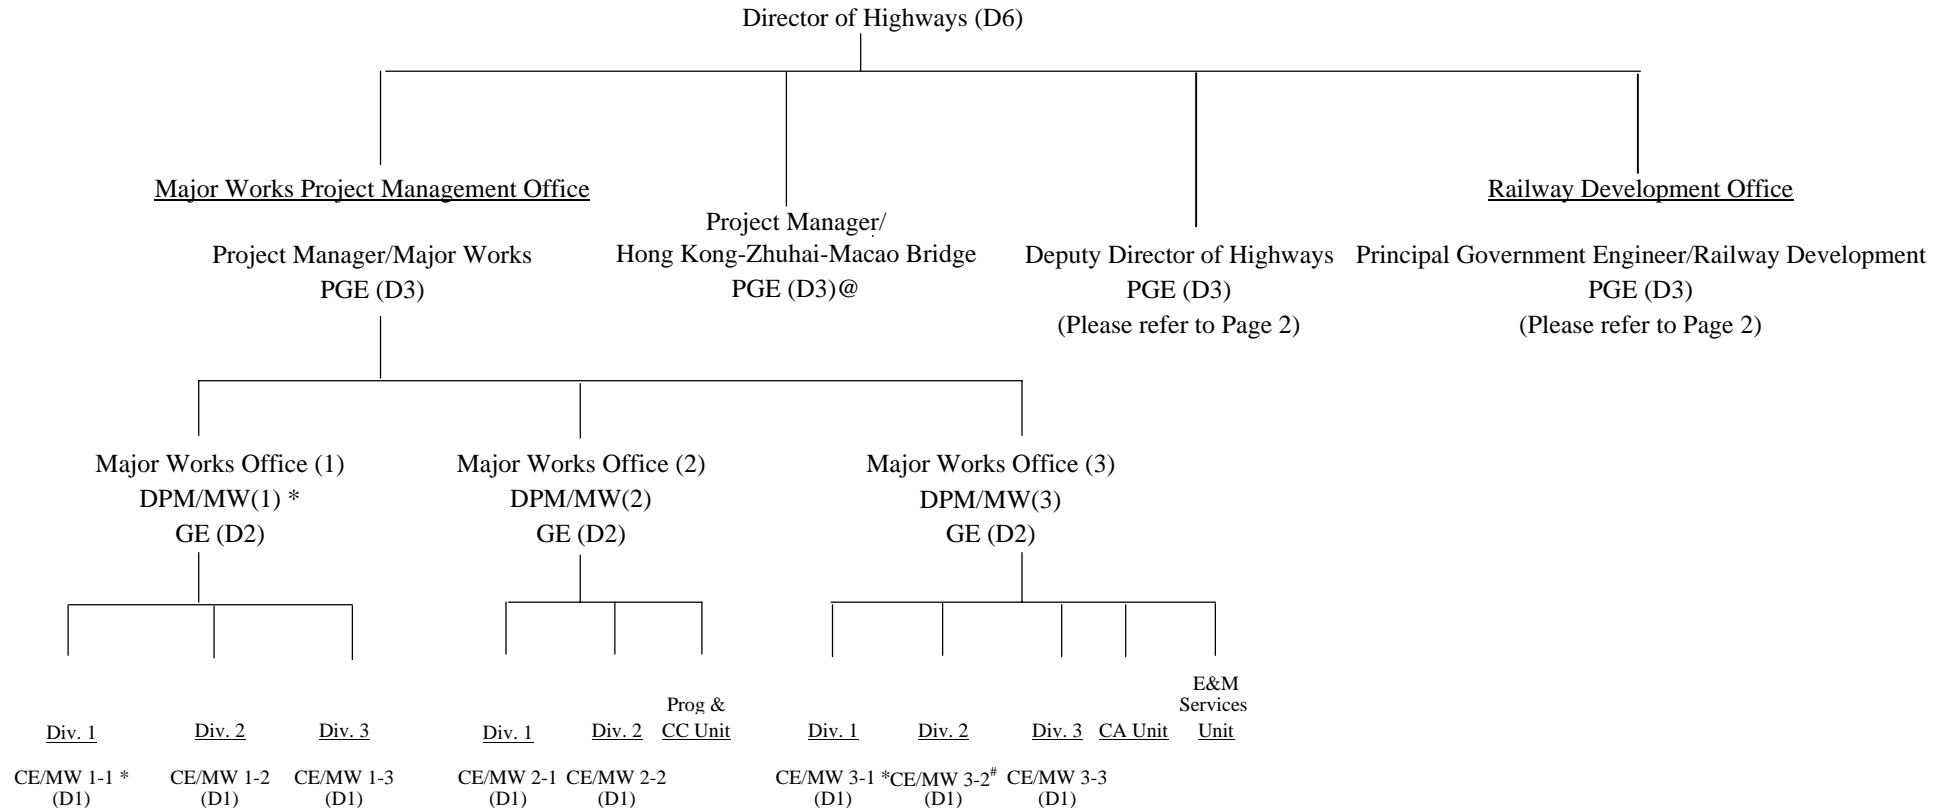 Director of Highways (D6)
Major Works Project Management Office
Project Manager/Major Works
PGE (D3)
Project Manager/
Hong Kong-Zhuhai-Macao Bridge
PGE (D3)@
Deputy Director of Highways
PGE (D3)
(Please refer to Page 2)
Railway Development Office
Principal Government Engineer/Railway Development
PGE (D3)
(Please refer to Page 2)
Major Works Office (1)
DPM/MW(1) *
GE (D2)
Major Works Office (2)
DPM/MW(2)
GE (D2)
Major Works Office (3)
DPM/MW(3)
GE (D2)
Div. 1
CE/MW 1-1 *
(D1)
Div. 2
CE/MW 1-2
(D1)
Div. 3
CE/MW 1-3
(D1)
Div. 1
CE/MW 2-1
(D1)
Div. 2
CE/MW 2-2
(D1)
Prog &
CC Unit
Div. 1
CE/MW 3-1 *
(D1)
Div. 2
CE/MW 3-2#
(D1)
Div. 3
CE/MW 3-3
(D1)
CA Unit
E&M
Services
Unit